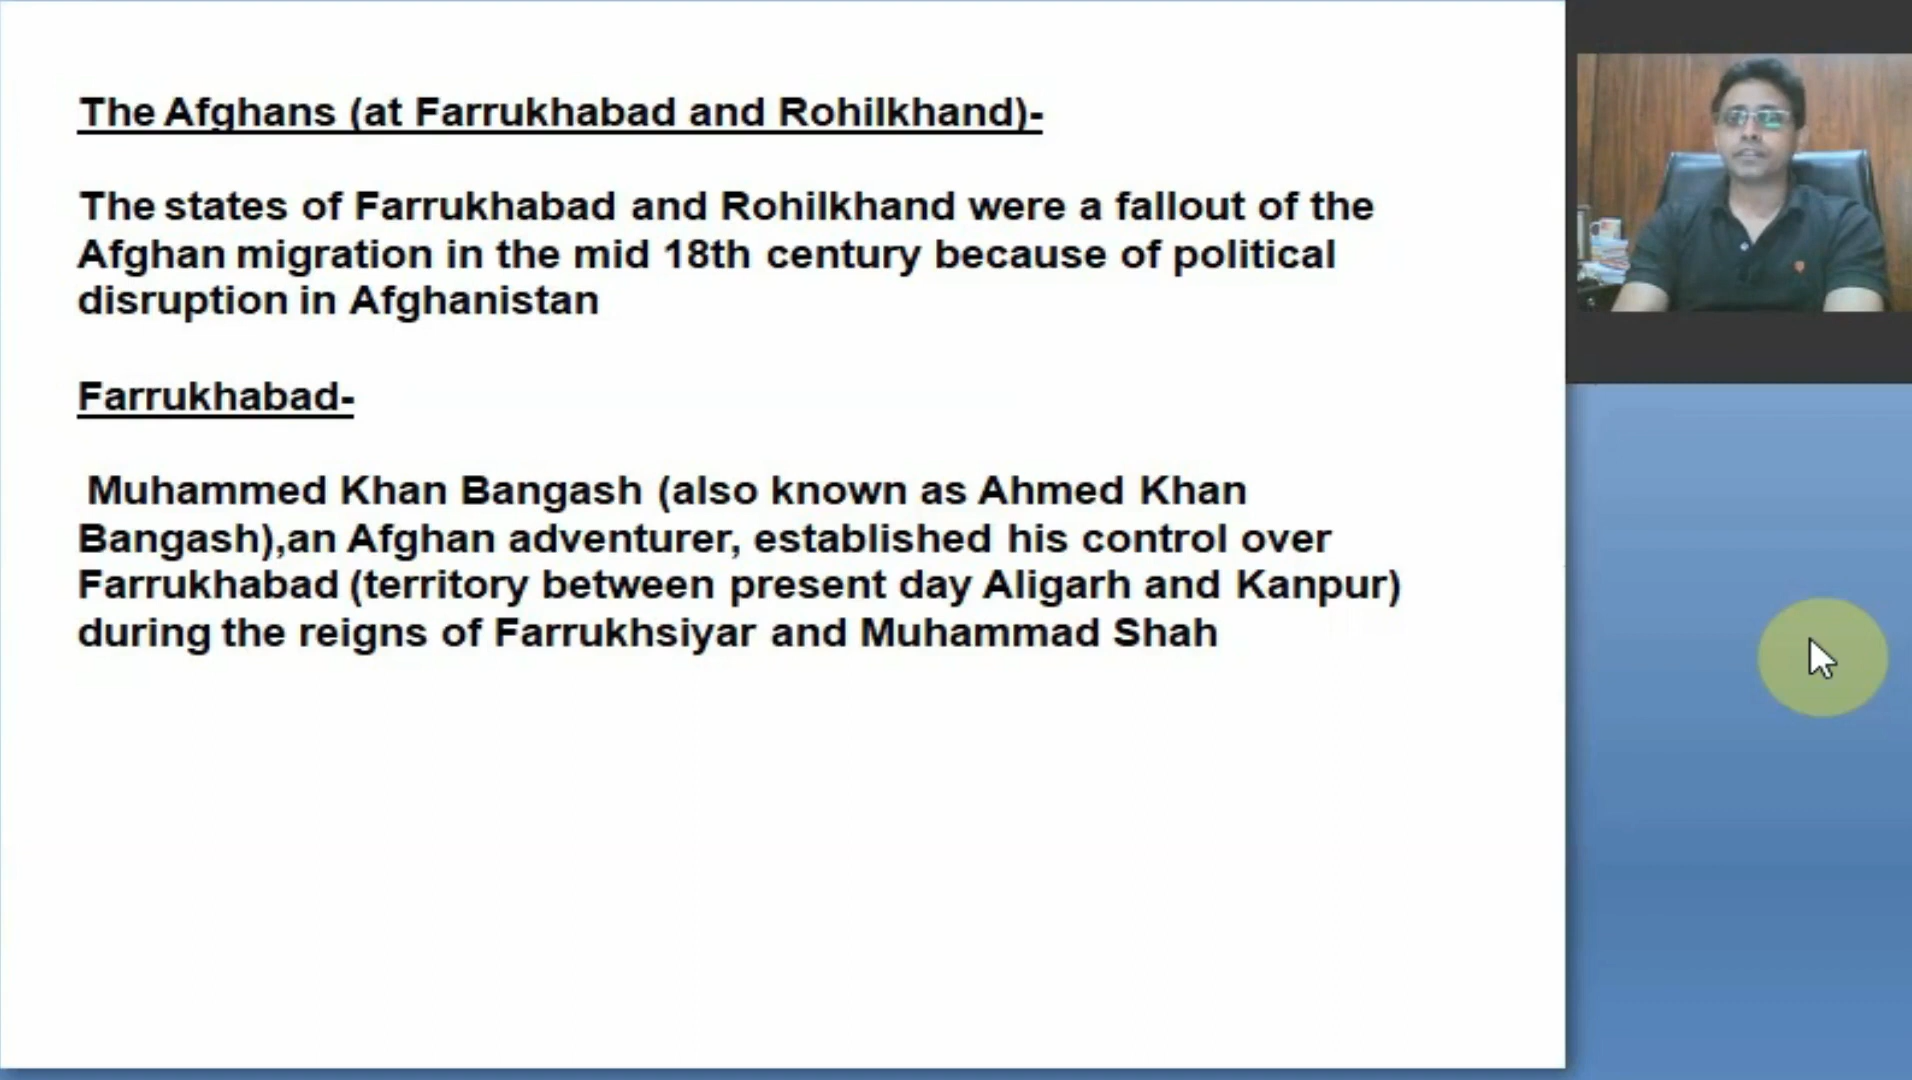 The Afghans (at Farrukhabad and Rohilkhand)-
The states of Farrukhabad and Rohilkhand were a fallout of the
Afghan migration in the mid 18th century because of political
disruption in Afghanistan
Farrukhabad-
Muhammed Khan Bangash (also known as Ahmed Khan
Bangash),an Afghan adventurer, established his control over
Farrukhabad (territory between present day Aligarh and Kanpur)
during the reigns of Farrukhsiyar and Muhammad Shah